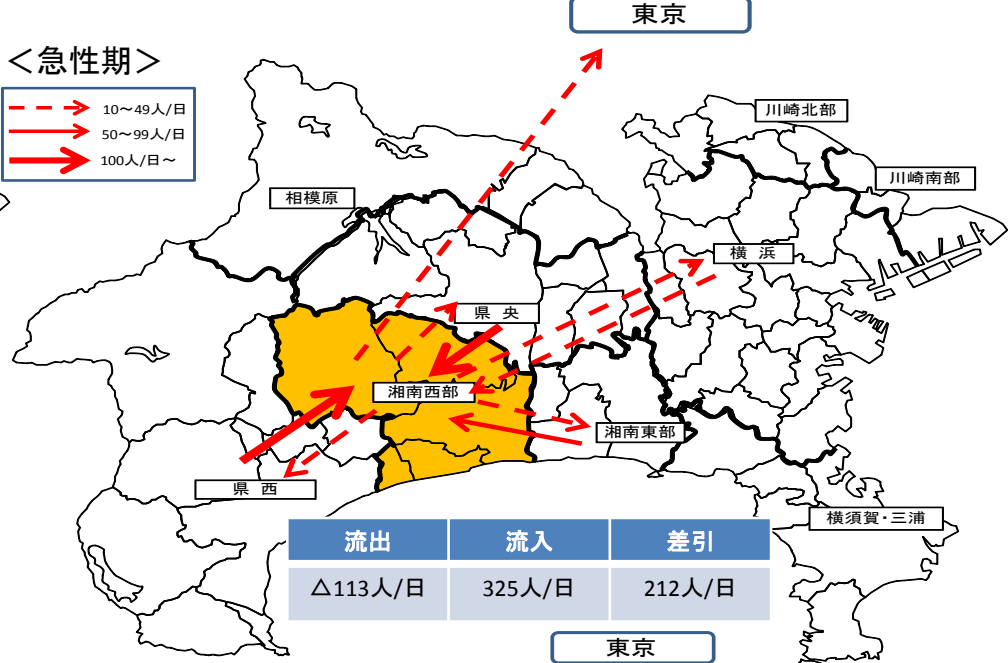 東京
＜急性期＞
10～49人/日
50～99人/日
100人/日～
川崎北部
川崎南部
相模原
横 浜
県 央
湘南西部
湘南東部
県 西
横須賀・三浦
流出 流入 差引
△113人/日 325人/日 212人/日
東京